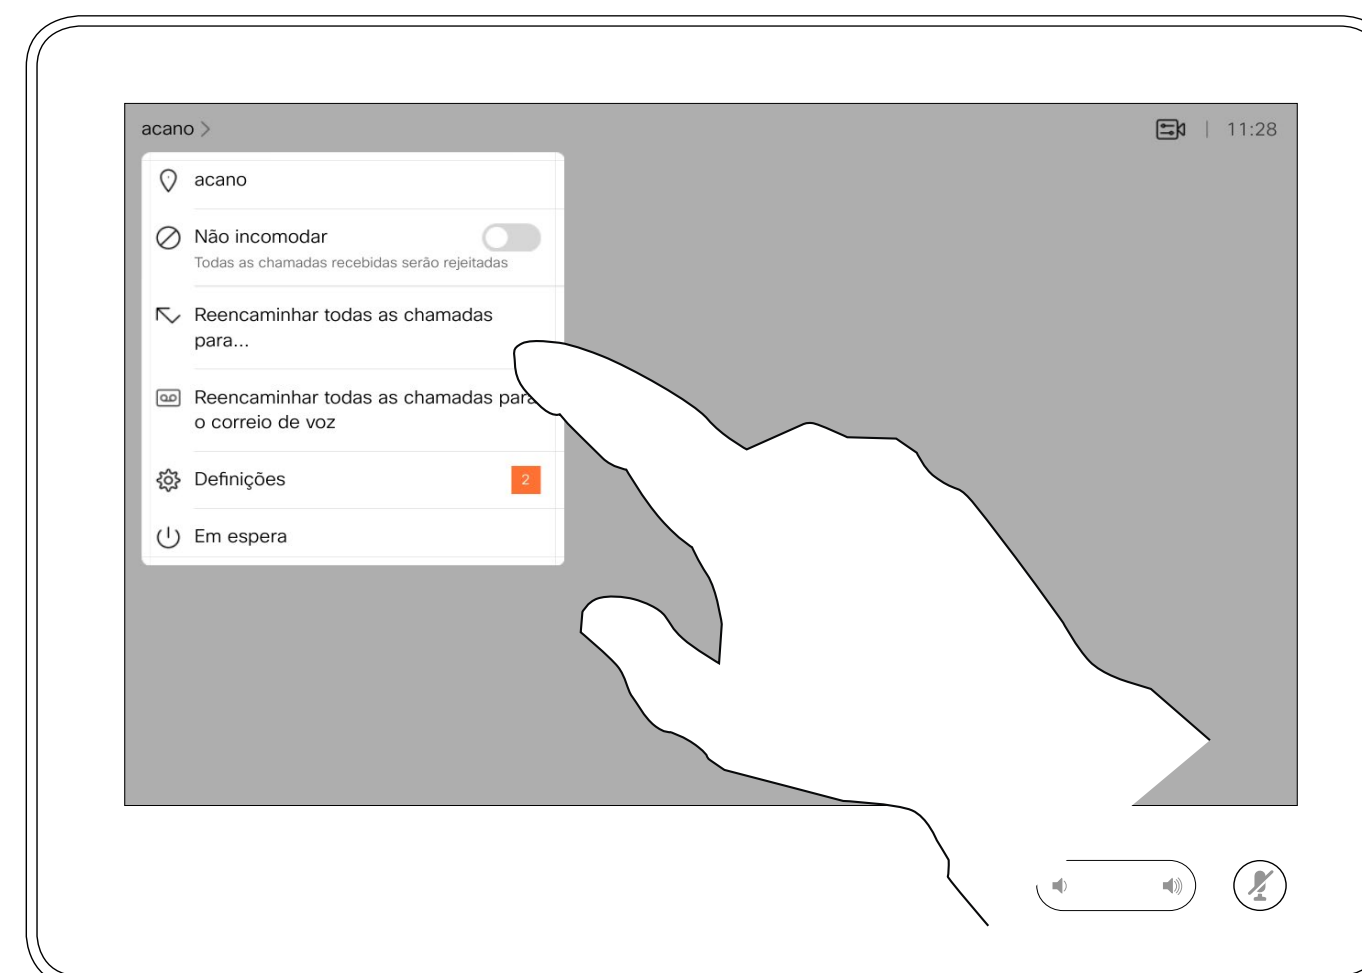 acano >
| 11:28
acano
Não incomodar
Todas as chamadas recebidas serão rejeitadas
Reencaminhar todas as chamadas
para...
Reencaminhar todas as chamadas para
o correio de voz
Definições
2
Em espera